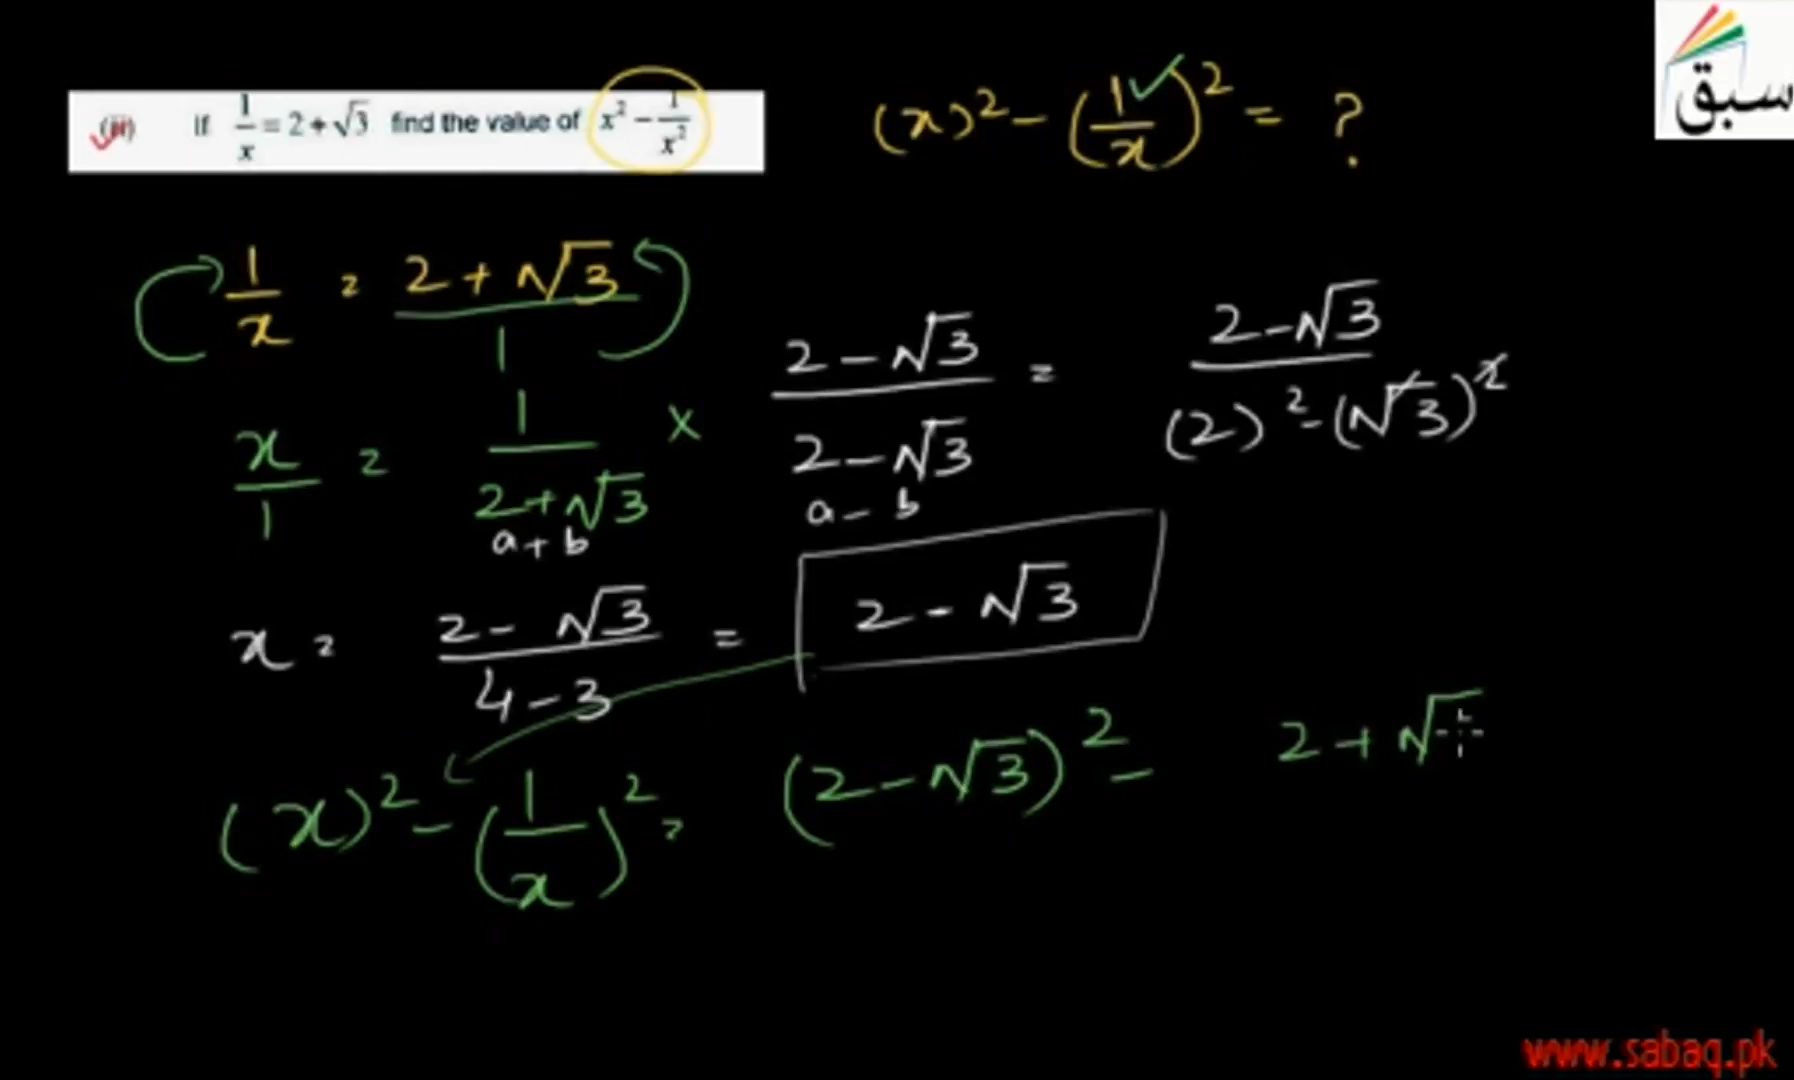 (iii) If 1/x = 2 + √3 find the value of x² - 1/x²
(x)² - (1/x)² = ?
سبق
1/x = 2 + √3/1
x/1 = 1/2 + √3 × 2 - √3/2 - √3 = 2 - √3/(2)² - (√3)²
a + b a - b
x = 2 - √3/4 - 3 = 2 - √3
(x)² - (1/x)² = (2 - √3)² - 2 + √
www.sabaq.pk